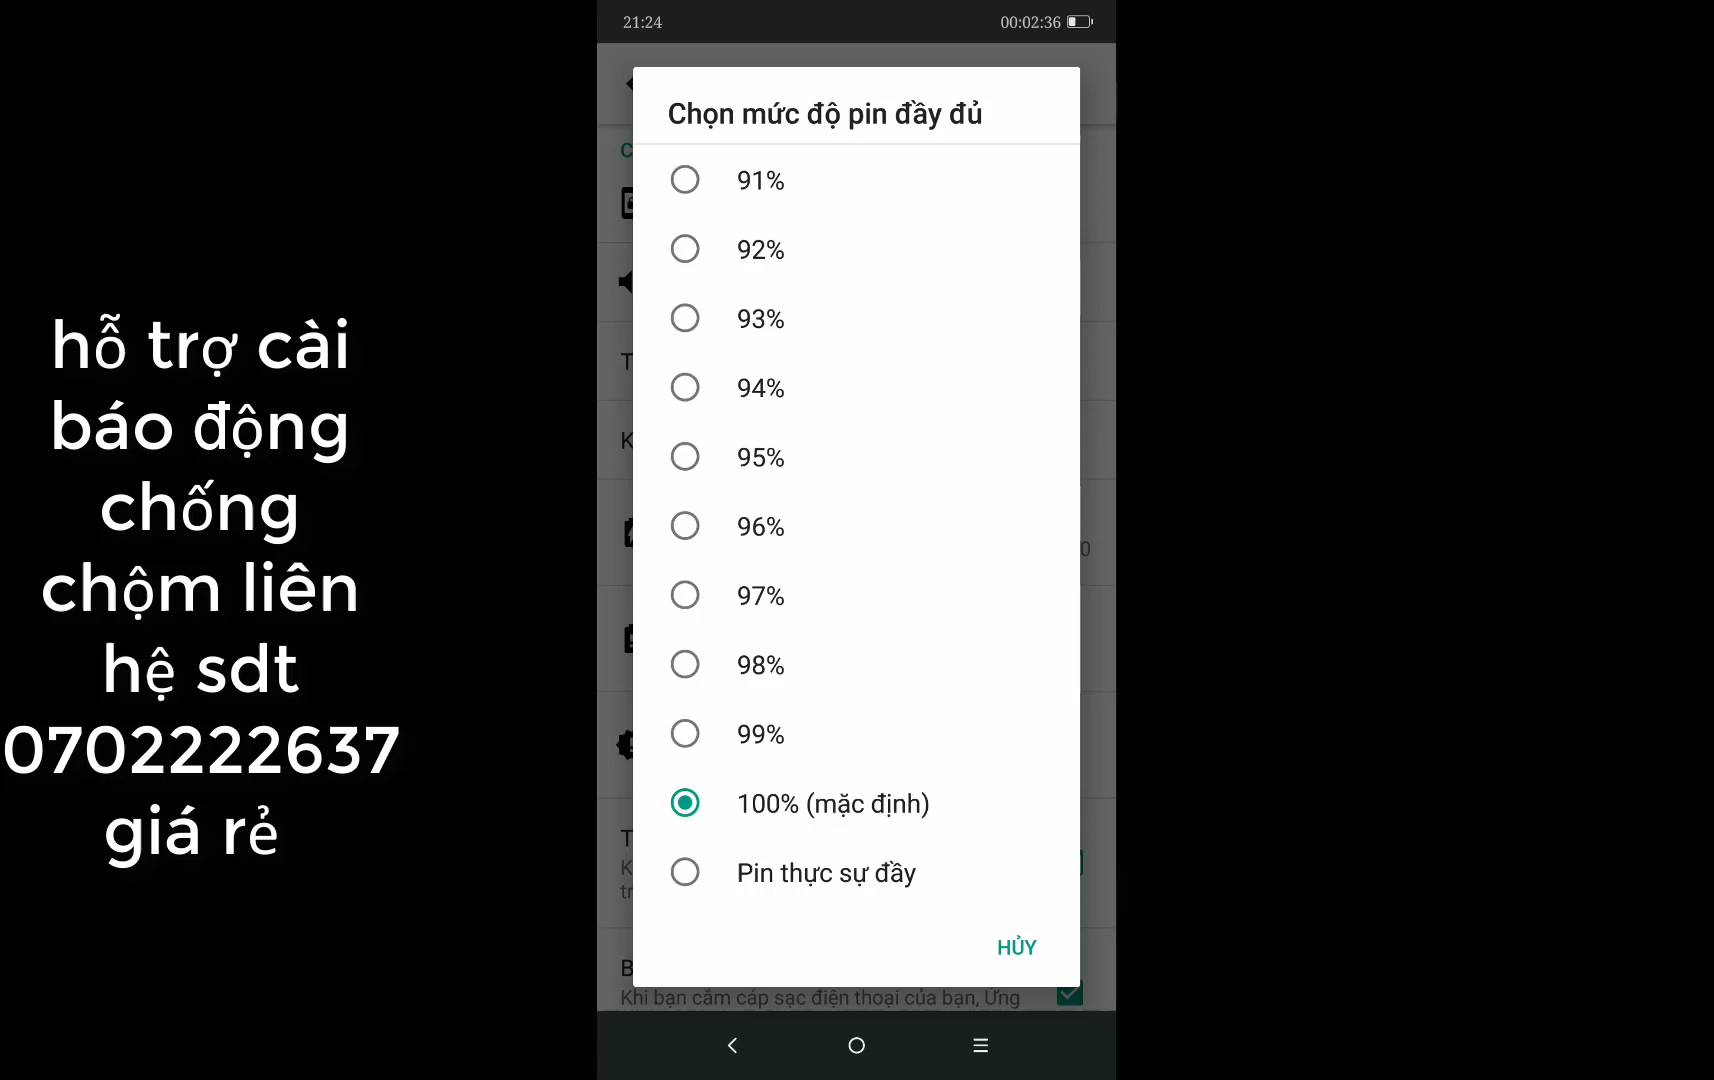 21:24
00:02:36
Chọn mức độ pin đầy đủ
91%
92%
93%
94%
95%
96%
97%
98%
99%
100% (mặc định)
Pin thực sự đầy
HỦY
Khi bạn cắm cáp sạc điện thoại của bạn, Ứng
hỗ trợ cài
báo động
chống
chộm liên
hệ sdt
0702222637
giá rẻ